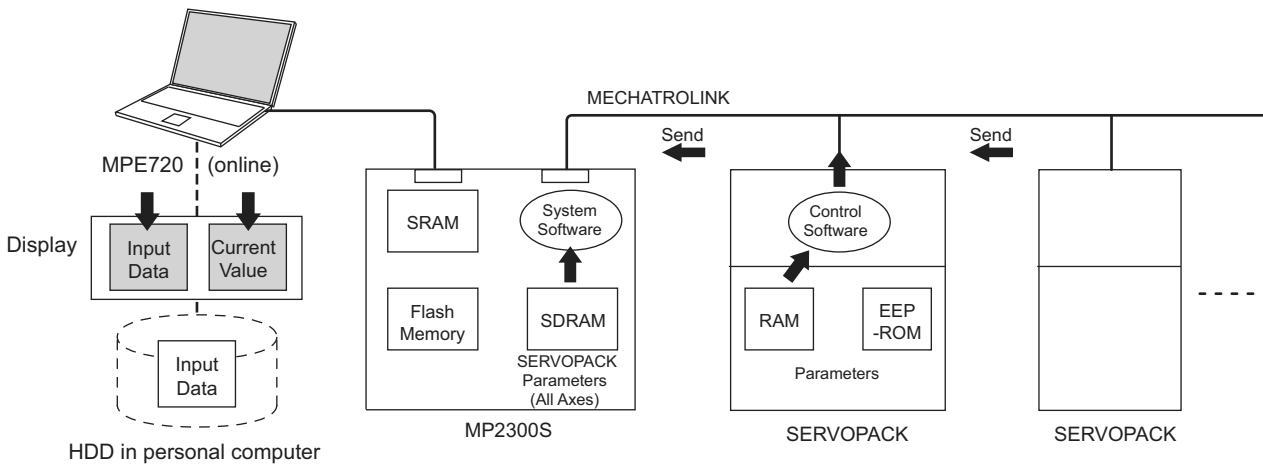 MECHATROLINK
Send
Send
MPE720 (online)
Display
Input
Data
Current
Value
Input
Data
HDD in personal computer
SRAM
System
Software
Flash
Memory
SDRAM
SERVOPACK
Parameters
(All Axes)
MP2300S
Control
Software
RAM
EEP
-ROM
Parameters
SERVOPACK
SERVOPACK